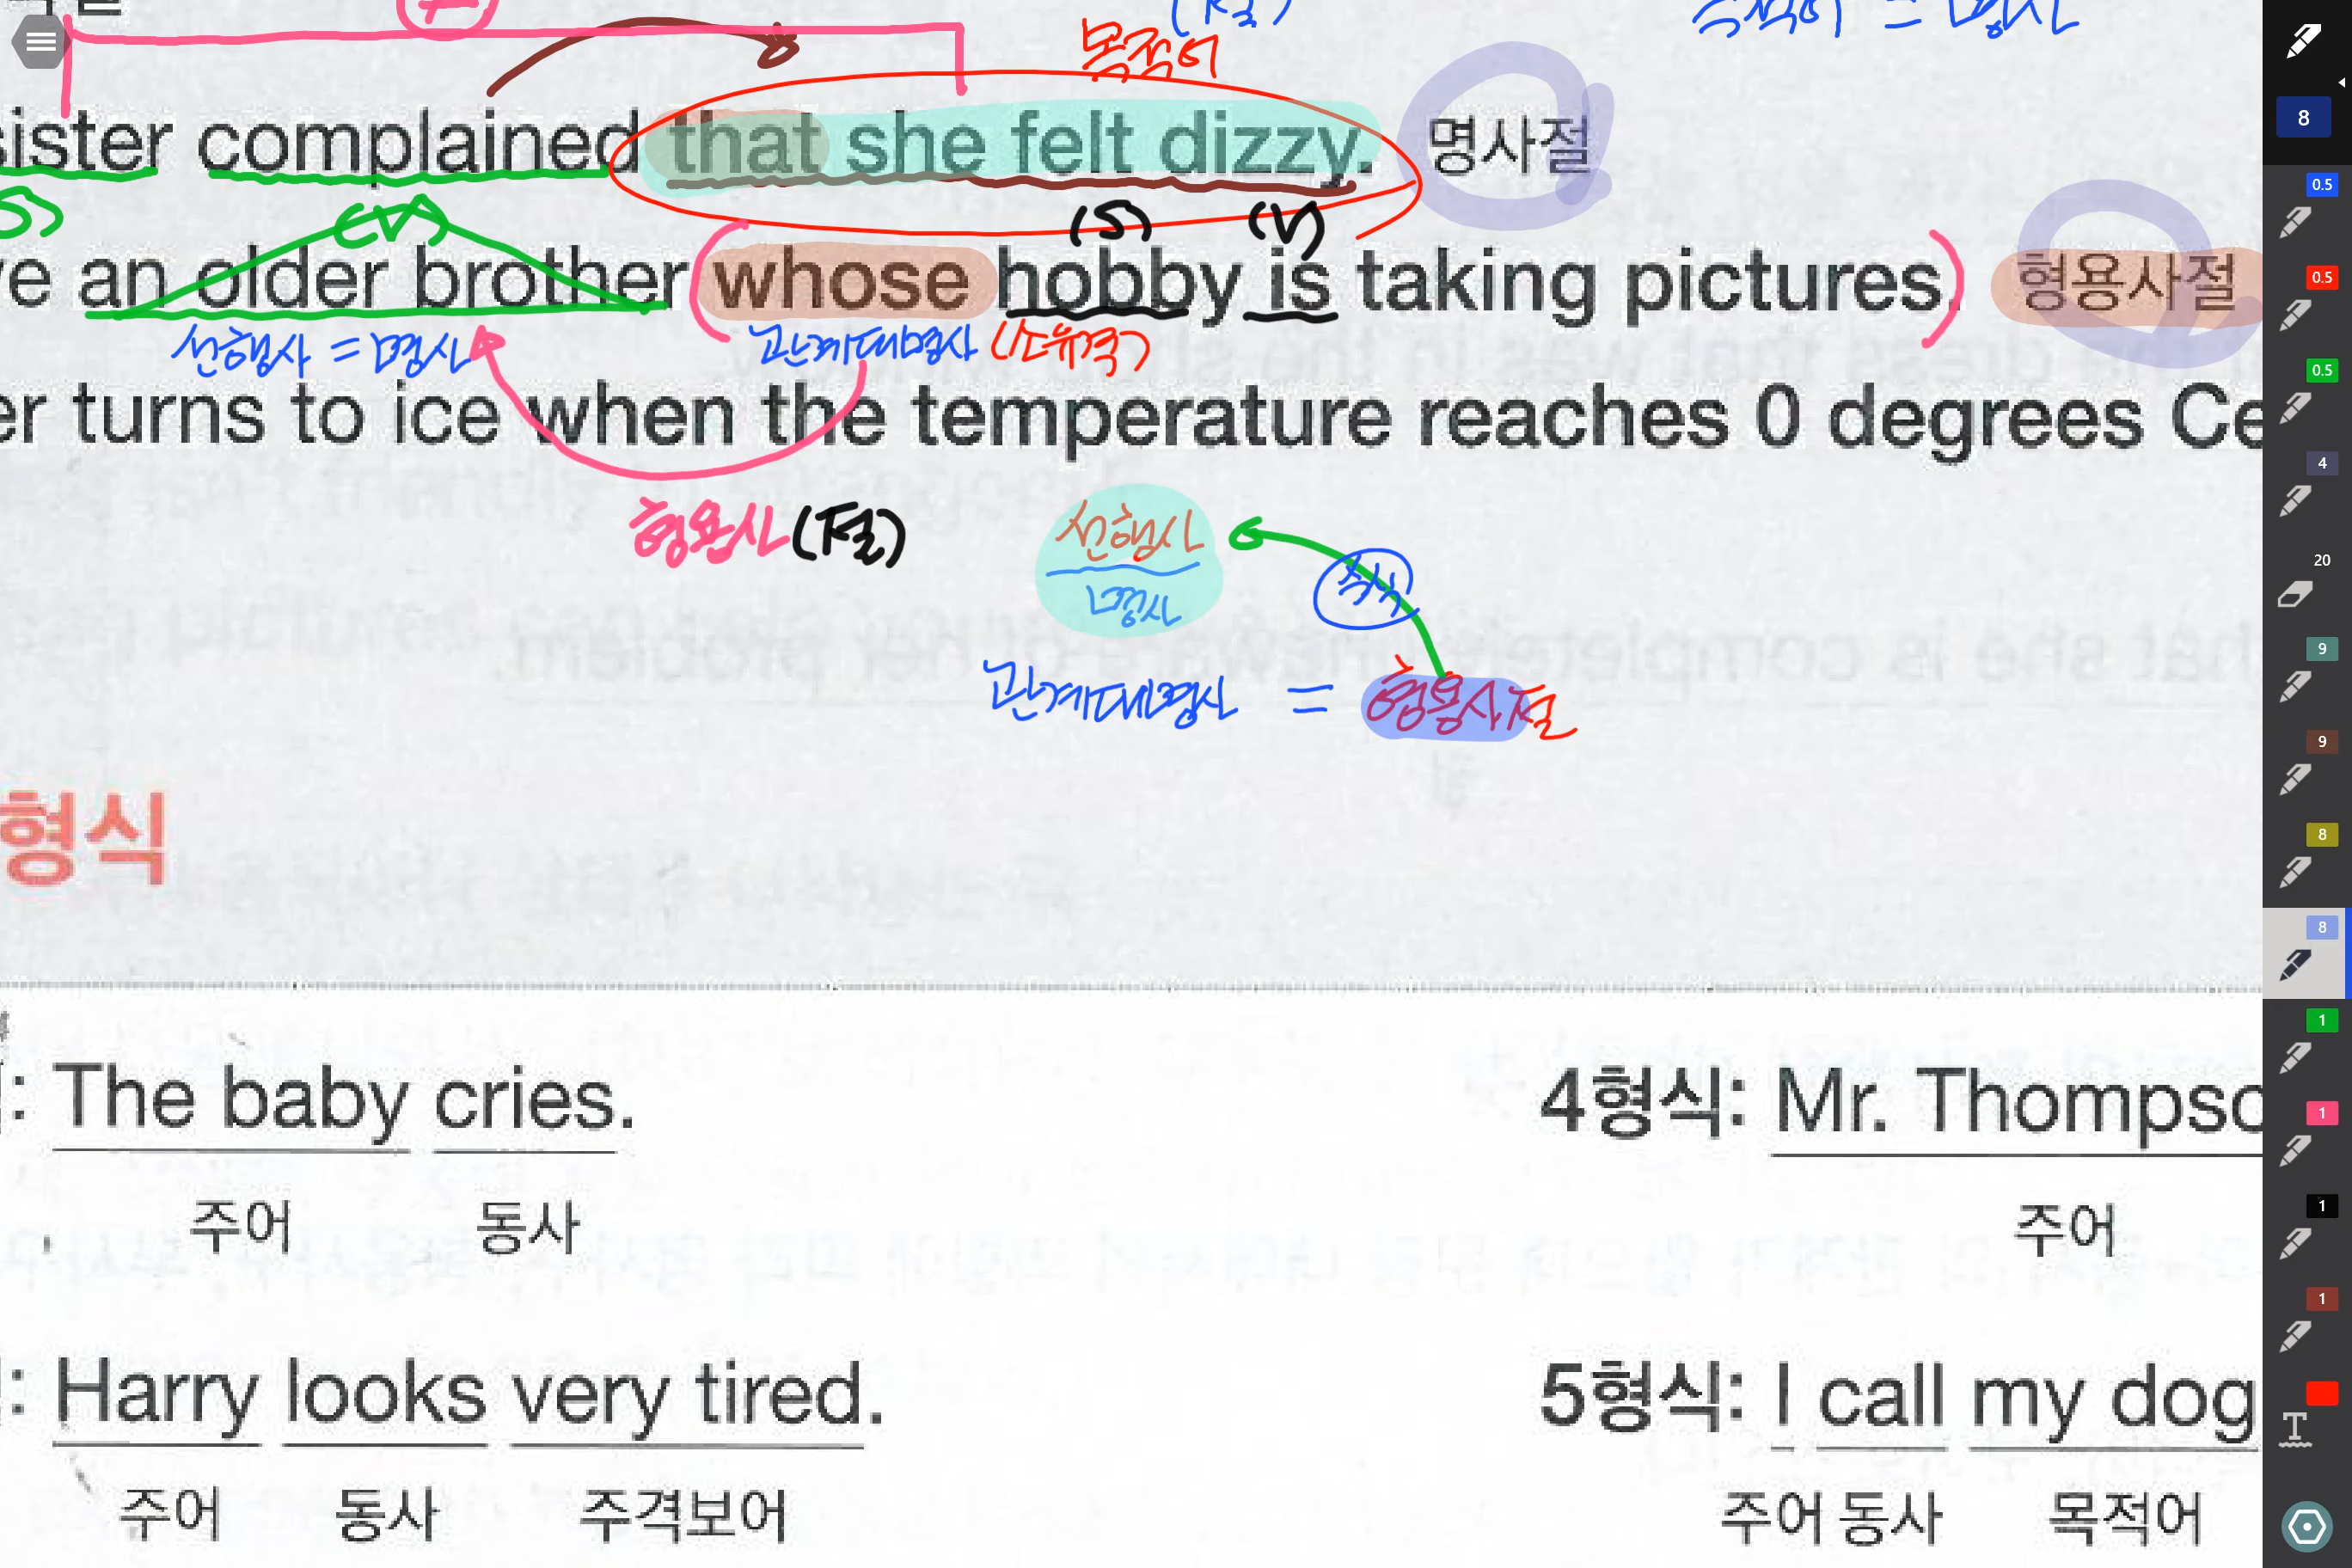 목적어
= 명사
sister complained that she felt dizzy. 명사절
(S) (V)
(V)
an older brother whose hobby is taking pictures. 형용사절
선행사 = 명사 관계대명사 (소유격)
er turns to ice when the temperature reaches 0 degrees Ce
형용사(절)
선행사
명사
수식
관계대명사 = 형용사절
형식
: The baby cries.
주어 동사
4형식: Mr. Thompso
주어
: Harry looks very tired.
주어 동사 주격보어
5형식: I call my dog
주어 동사 목적어
8
0.5
0.5
0.5
4
20
9
9
8
8
1
1
1
1
T